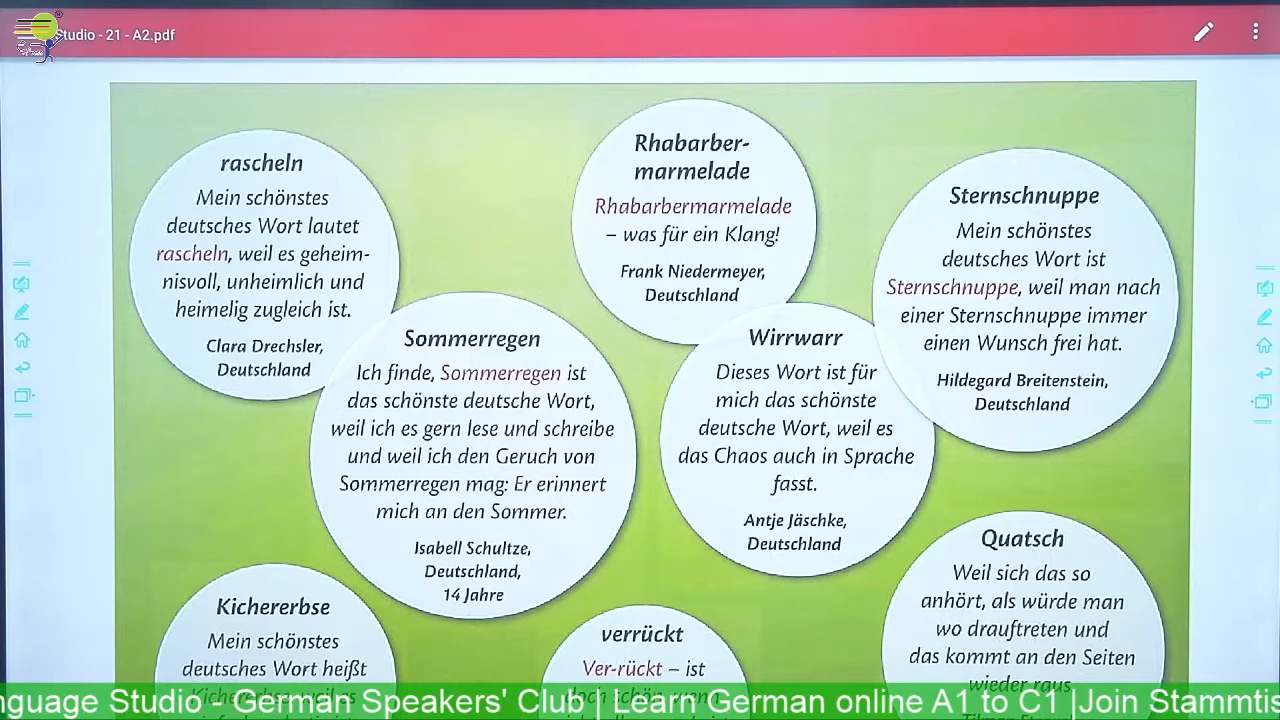 Studio - 21 - A2.pdf
rascheln
Mein schönstes
deutsches Wort lautet
rascheln, weil es geheim-
nisvoll, unheimlich und
heimelig zugleich ist.
Clara Drechsler,
Deutschland
Rhabarber-
marmelade
Rhabarbermarmelade
– was für ein Klang!
Frank Niedermeyer,
Deutschland
Sternschnuppe
Mein schönstes
deutsches Wort ist
Sternschnuppe, weil man nach
einer Sternschnuppe immer
einen Wunsch frei hat.
Hildegard Breitenstein,
Deutschland
Sommerregen
Ich finde, Sommerregen ist
das schönste deutsche Wort,
weil ich es gern lese und schreibe
und weil ich den Geruch von
Sommerregen mag: Er erinnert
mich an den Sommer.
Isabell Schultze,
Deutschland,
14 Jahre
Wirrwarr
Dieses Wort ist für
mich das schönste
deutsche Wort, weil es
das Chaos auch in Sprache
fasst.
Antje Jäschke,
Deutschland
Quatsch
Weil sich das so
anhört, als würde man
wo drauftreten und
das kommt an den Seiten
wieder raus.
Kichererbse
Mein schönstes
deutsches Wort heißt
Kichererbse, weil es
verrückt
Ver-rückt – ist
doch schön, wenn
nguage Studio - German Speakers' Club | Learn German online A1 to C1 |Join Stammtis